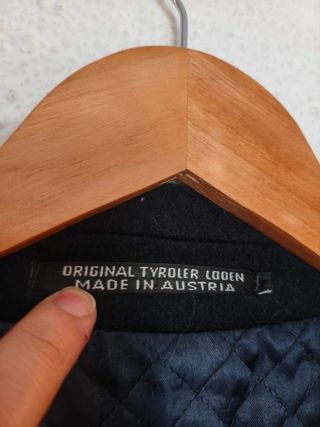 ORIGINAL TYROLER LODEN
MADE IN AUSTRIA